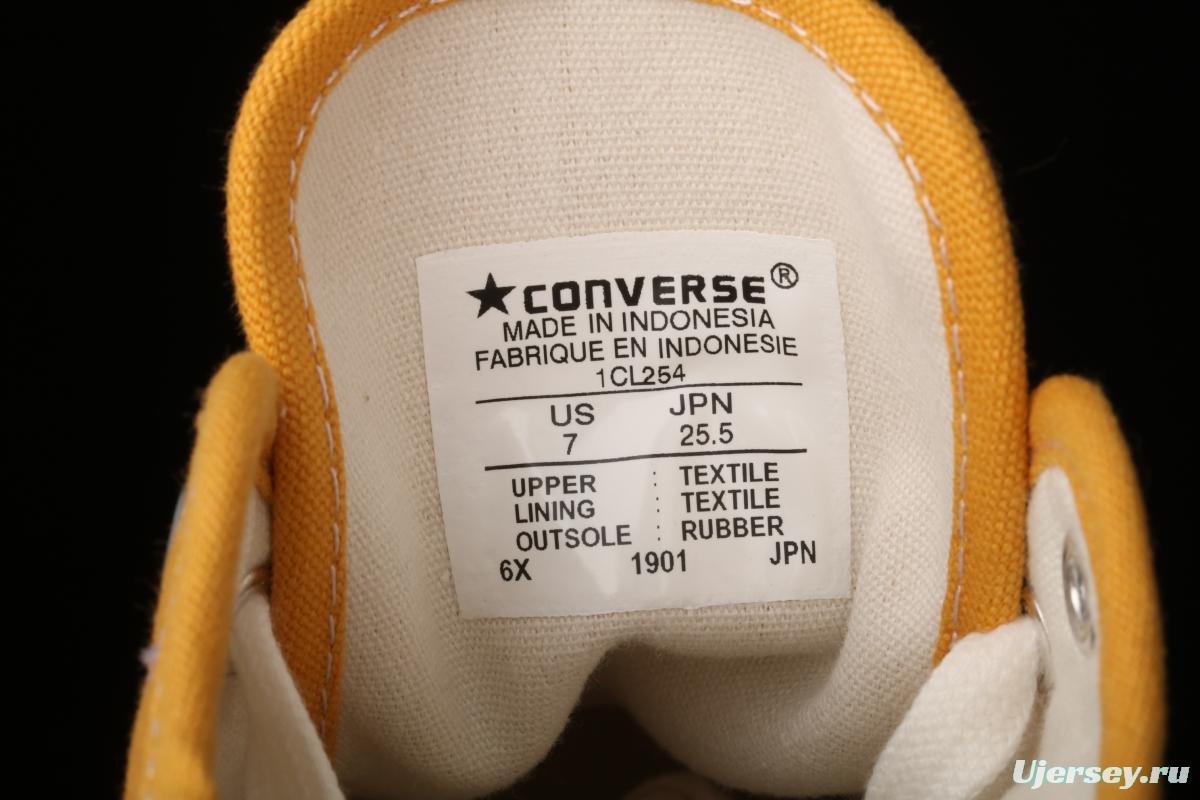 ★CONVERSE®
MADE IN INDONESIA
FABRIQUE EN INDONESIE
1CL254
US JPN
7 25.5
UPPER : TEXTILE
LINING : TEXTILE
OUTSOLE : RUBBER
6X 1901 JPN
Ujersey.ru